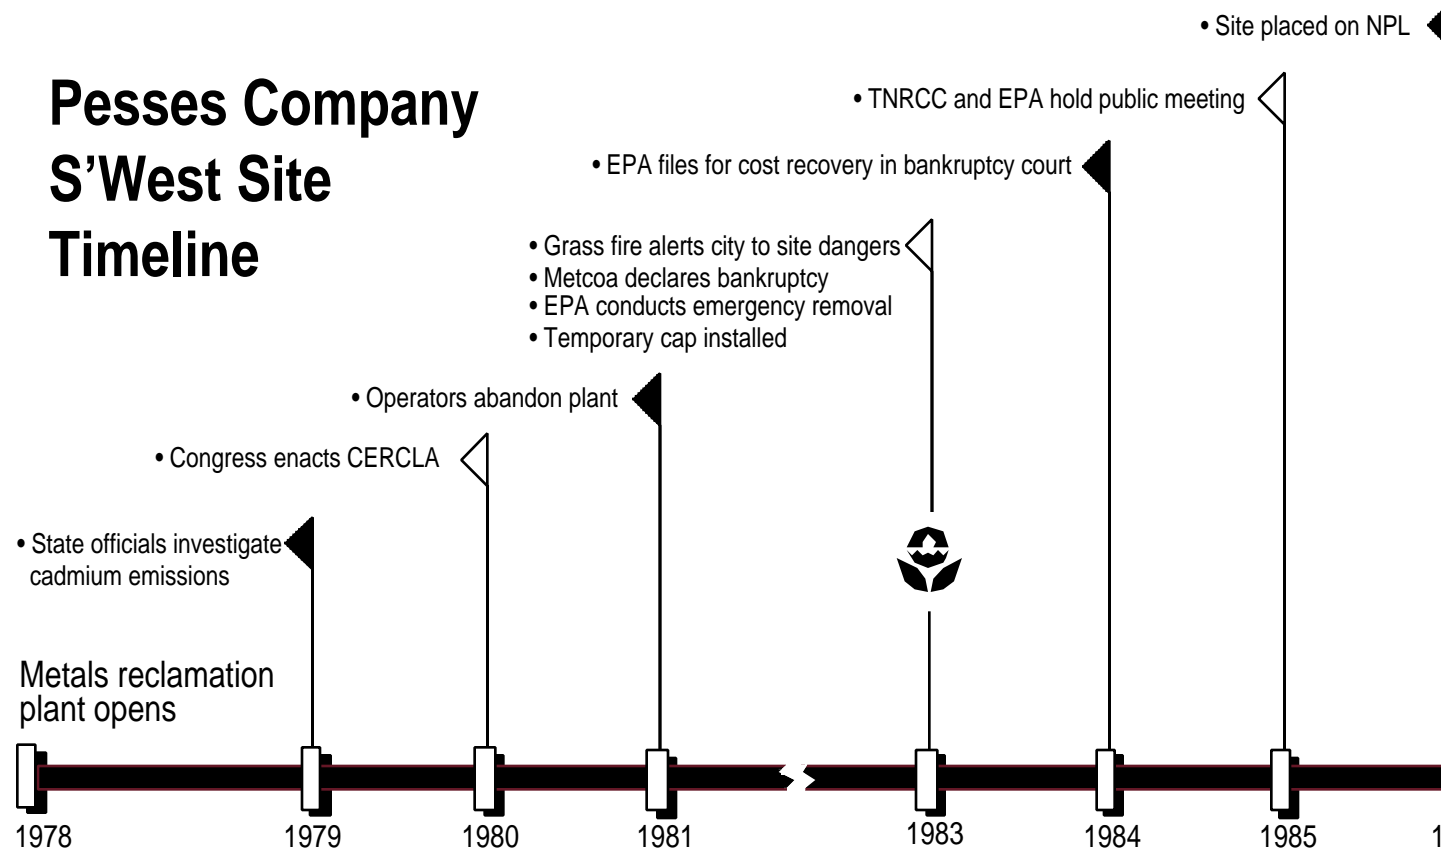 • Site placed on NPL
Pesses Company
S’West Site
Timeline
• TNRCC and EPA hold public meeting
• EPA files for cost recovery in bankruptcy court
• Grass fire alerts city to site dangers
• Metcoa declares bankruptcy
• EPA conducts emergency removal
• Temporary cap installed
• Operators abandon plant
• Congress enacts CERCLA
• State officials investigate
cadmium emissions
Metals reclamation
plant opens
1978 1979 1980 1981 1983 1984 1985